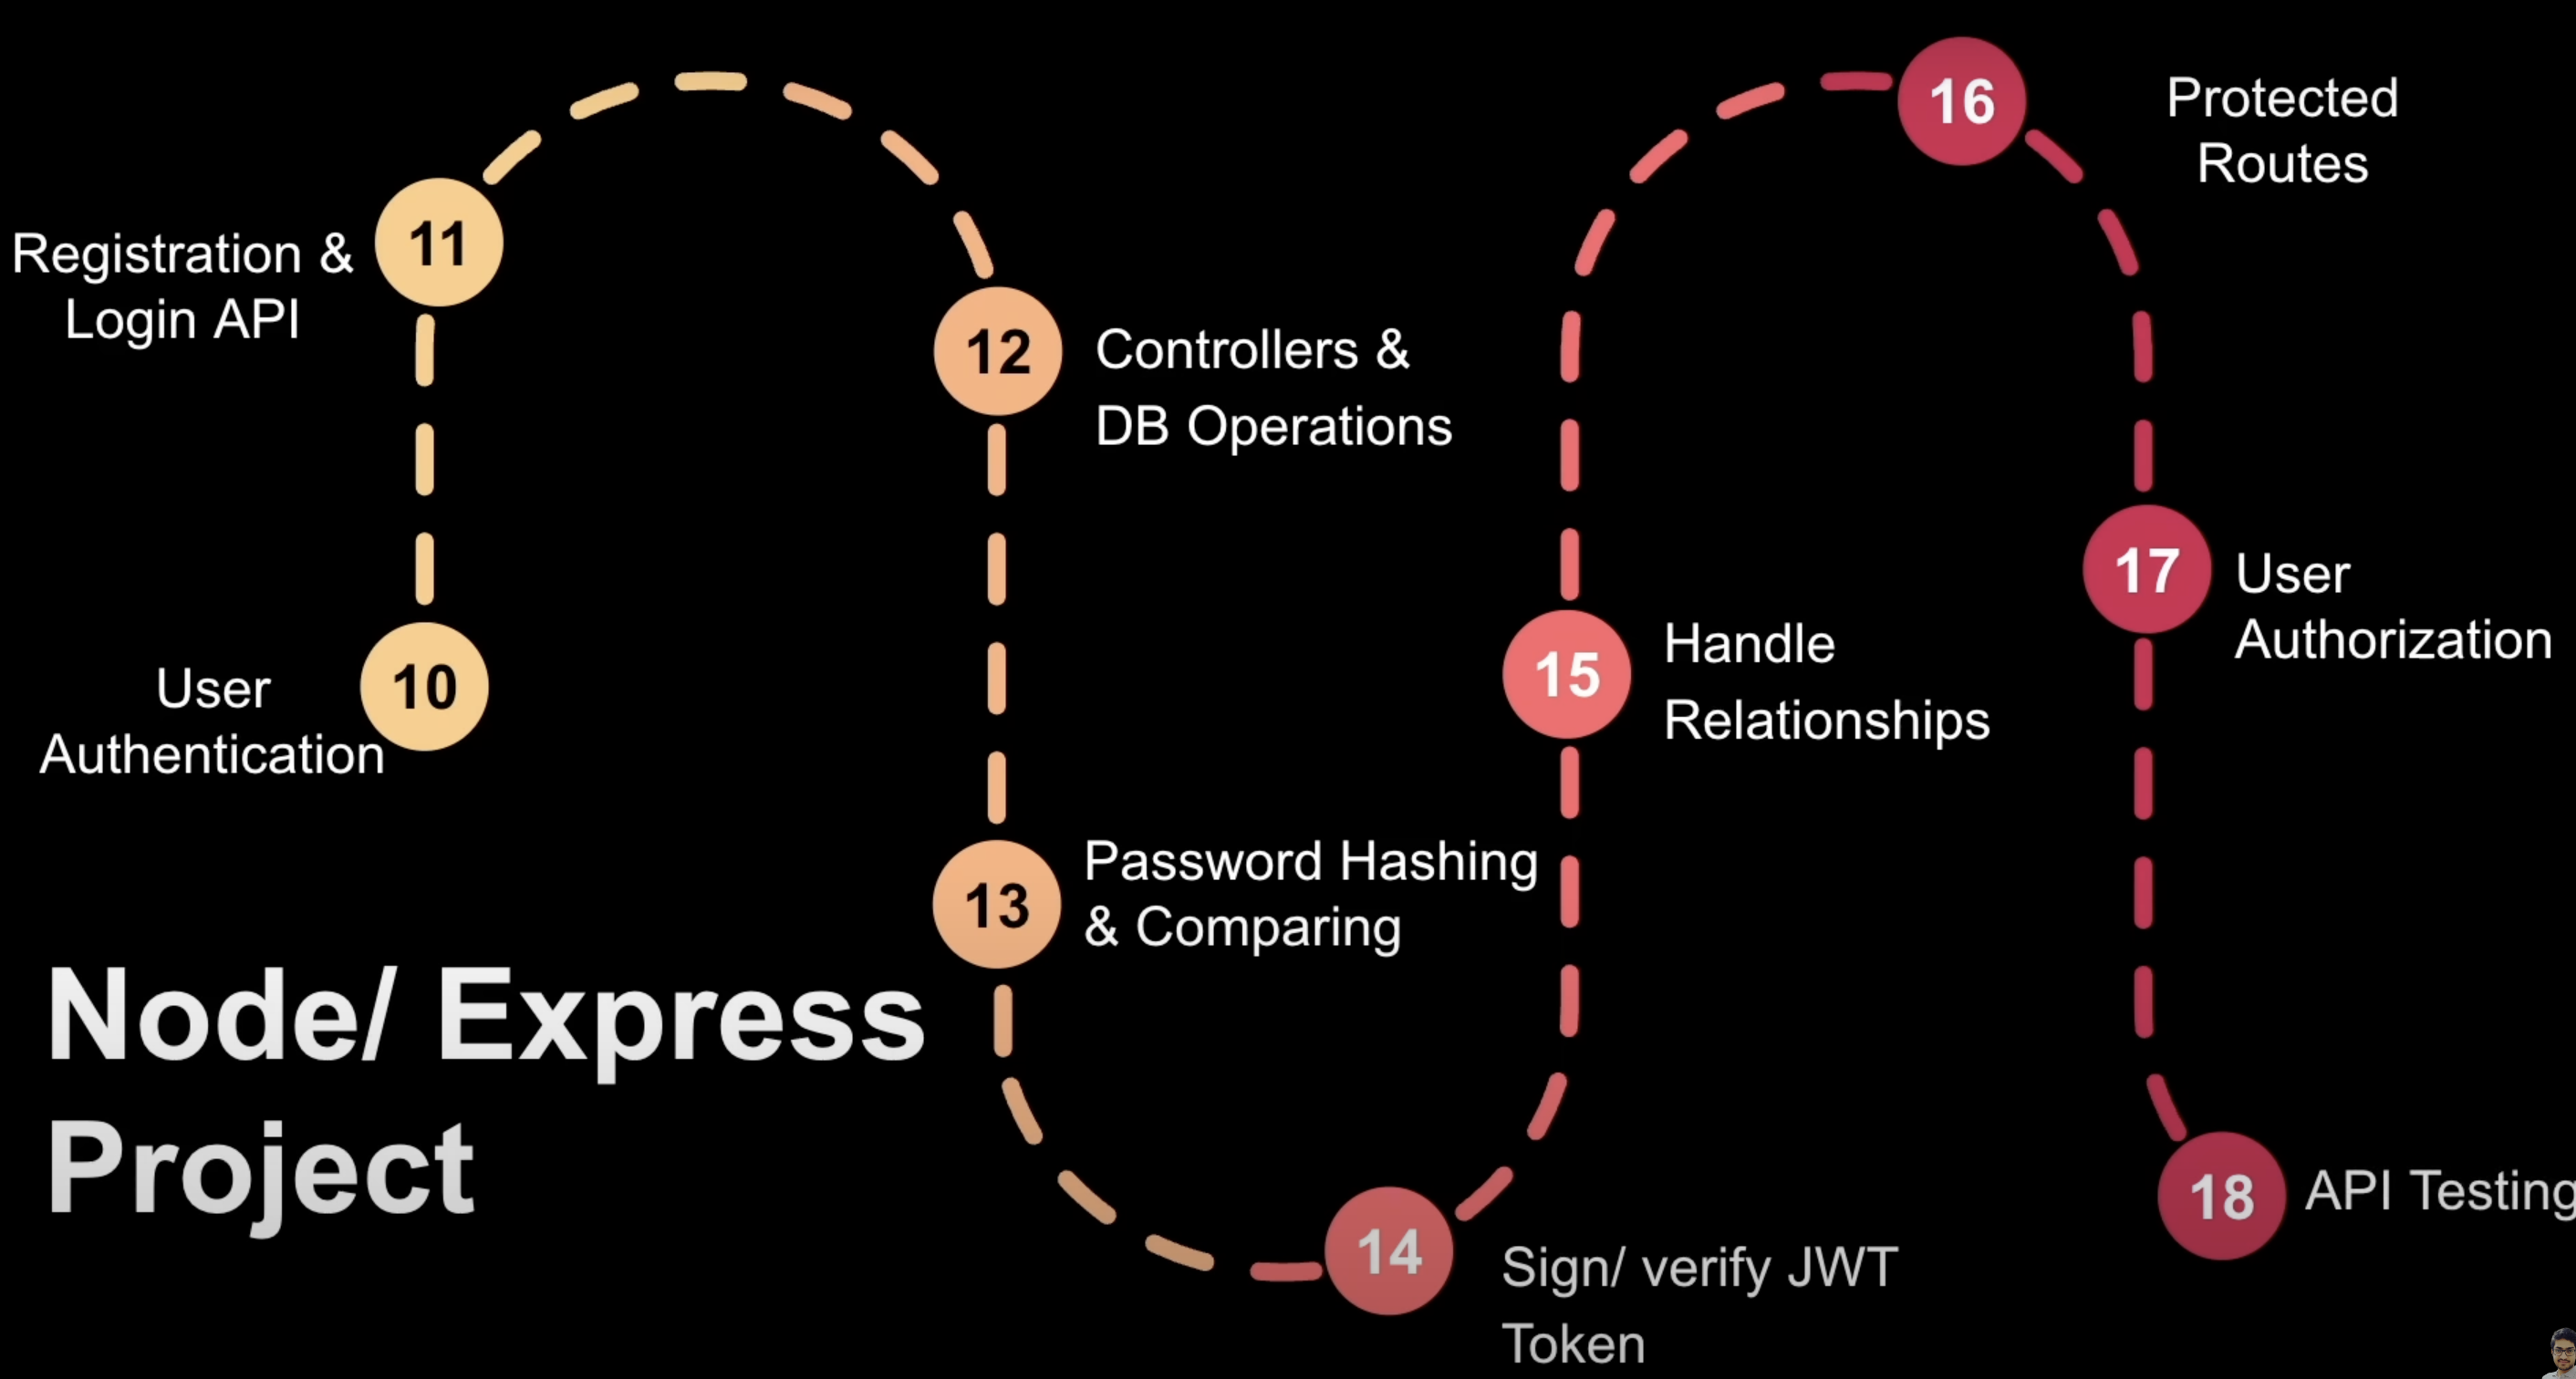 10
User
Authentication
11
Registration &
Login API
12
Controllers &
DB Operations
13
Password Hashing
& Comparing
14
Sign/ verify JWT
Token
15
Handle
Relationships
16
Protected
Routes
17
User
Authorization
18
API Testing
Node/ Express
Project